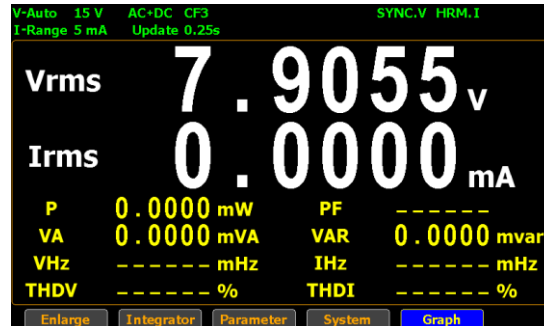 V-Auto 15 V AC+DC CF3 SYNC.V HRM.I
I-Range 5 mA Update 0.25s
Vrms 7.9055 V
Irms 0.0000 mA
P 0.0000 mW PF ------
VA 0.0000 mVA VAR 0.0000 mvar
VHz ------ mHz IHz ------ mHz
THDV ------ % THDI ------ %
Enlarge Integrator Parameter System Graph